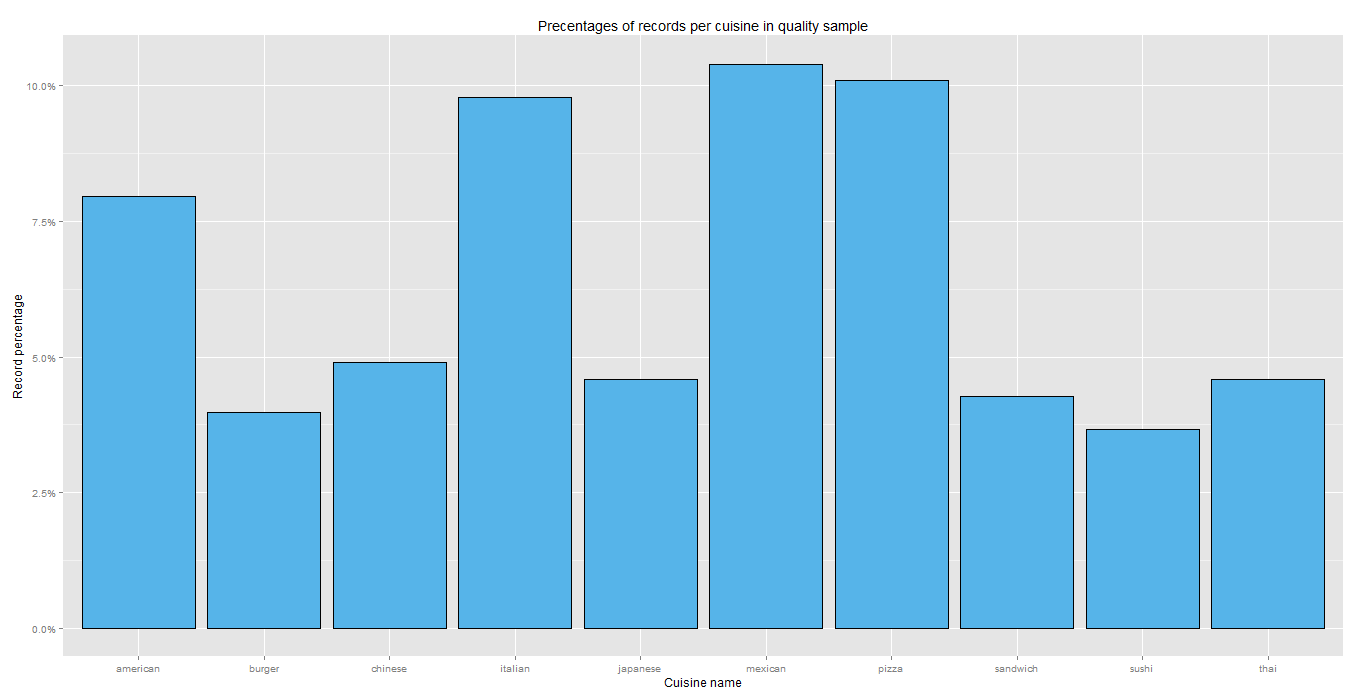 Precentages of records per cuisine in quality sample
Record percentage
10.0%
7.5%
5.0%
2.5%
0.0%
american burger chinese italian japanese mexican pizza sandwich sushi thai
Cuisine name